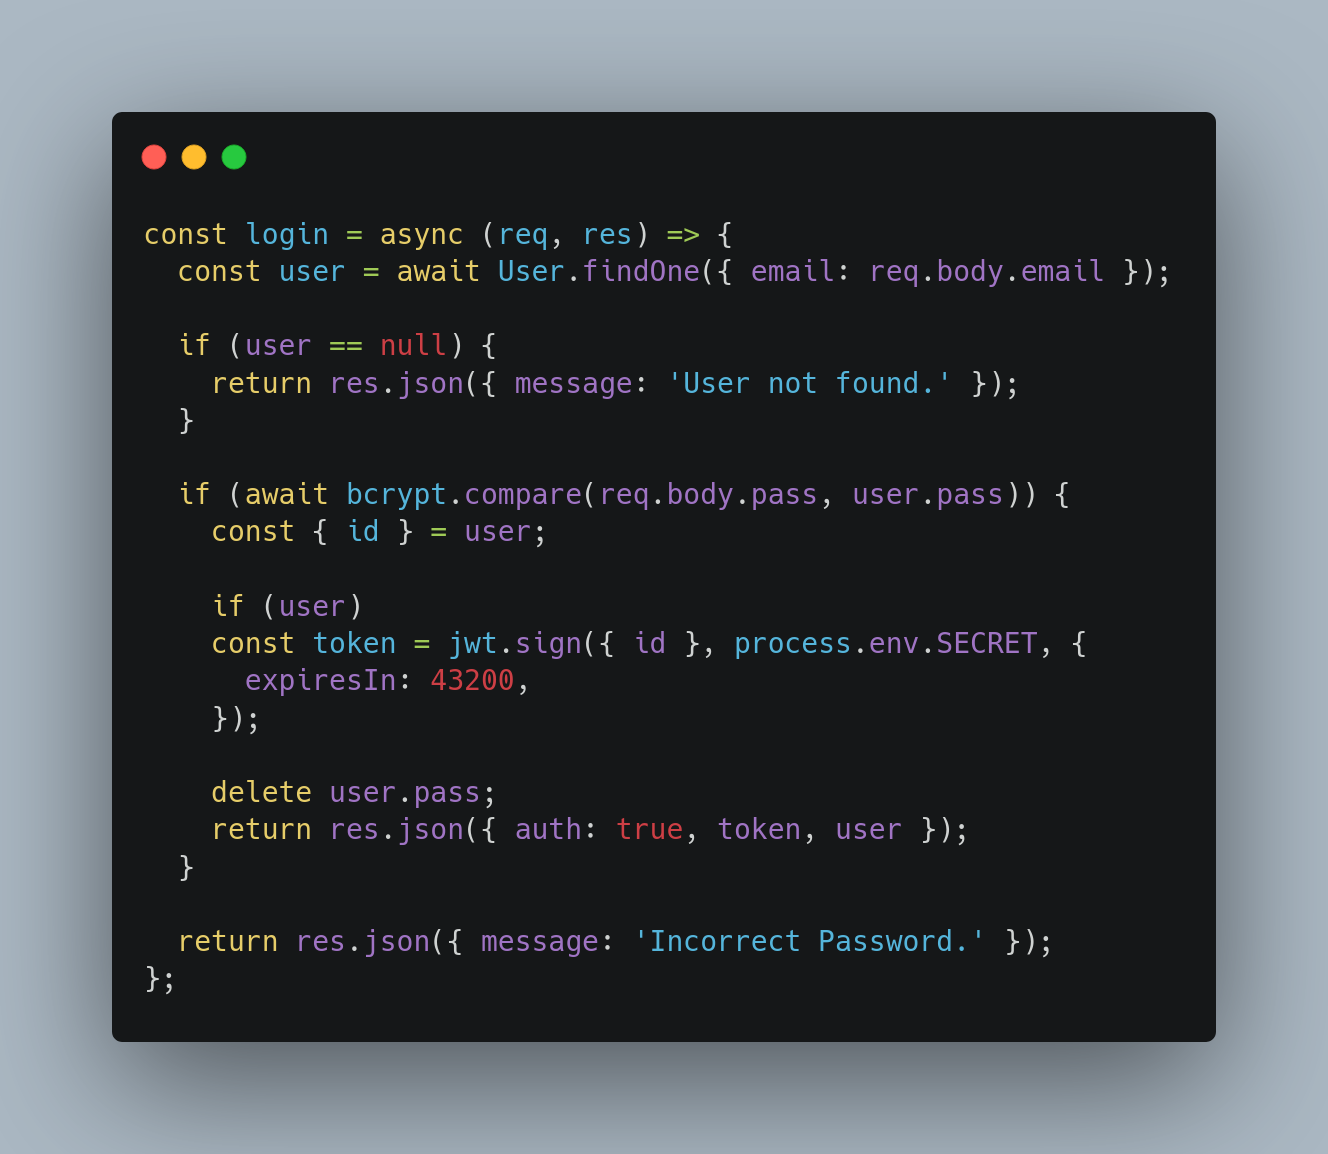 const login = async (req, res) => {
  const user = await User.findOne({ email: req.body.email });

  if (user == null) {
    return res.json({ message: 'User not found.' });
  }

  if (await bcrypt.compare(req.body.pass, user.pass)) {
    const { id } = user;

    if (user)
    const token = jwt.sign({ id }, process.env.SECRET, {
      expiresIn: 43200,
    });

    delete user.pass;
    return res.json({ auth: true, token, user });
  }

  return res.json({ message: 'Incorrect Password.' });
};